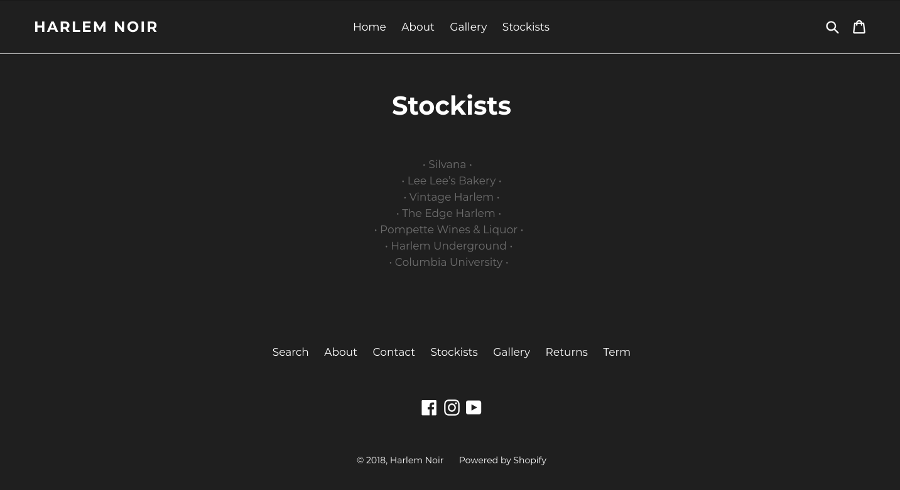 HARLEM NOIR
Home About Gallery Stockists
Stockists
• Silvana •
• Lee Lee's Bakery •
• Vintage Harlem •
• The Edge Harlem •
• Pompette Wines & Liquor •
• Harlem Underground •
• Columbia University •
Search About Contact Stockists Gallery Returns Term
© 2018, Harlem Noir Powered by Shopify